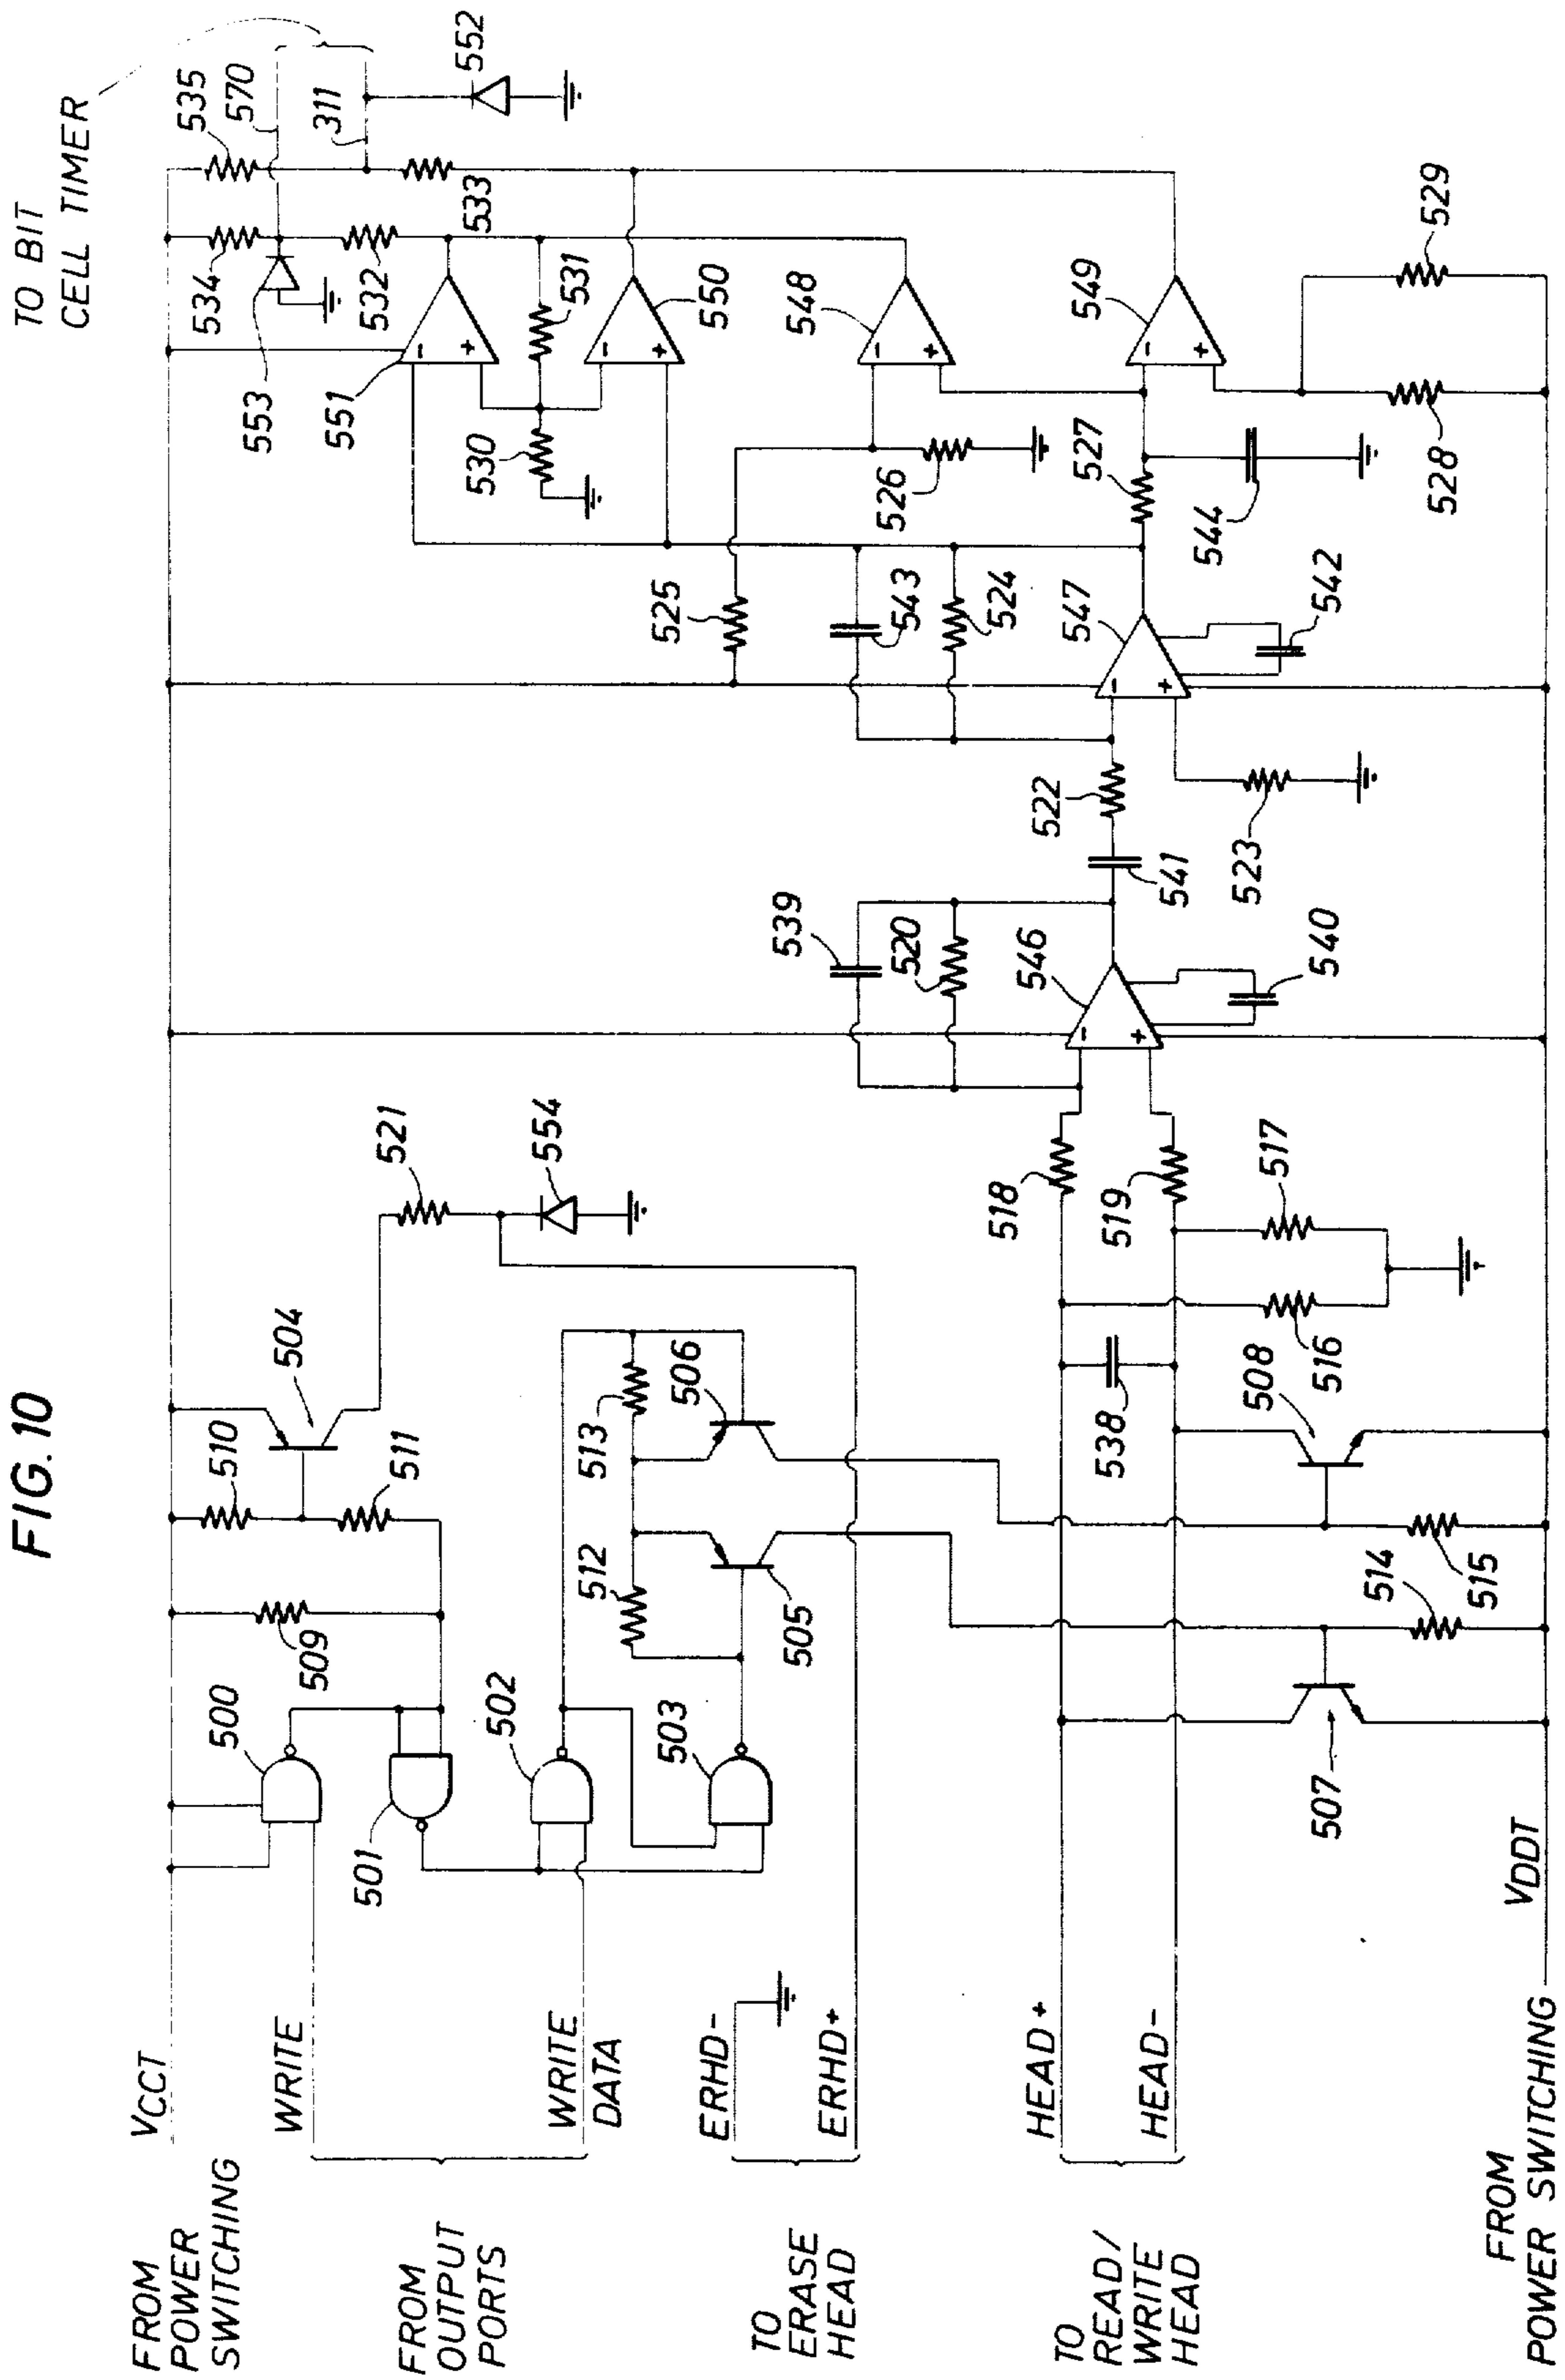 FIG. 10
FROM
POWER
SWITCHING
VCCT
FROM
OUTPUT
PORTS
WRITE
WRITE
DATA
TO
ERASE
HEAD
ERHD-
ERHD+
TO
READ/
WRITE
HEAD
HEAD+
HEAD-
FROM
POWER SWITCHING
VDDT
TO BIT
CELL TIMER
500
501
502
503
504
505
506
507
508
509
510
511
512
513
514
515
516
517
518
519
520
521
522
523
524
525
526
527
528
529
530
531
532
533
534
535
538
539
540
541
542
543
544
546
547
548
549
550
551
552
553
554
570
311
-
+
-
+
-
+
-
+
-
+
-
+